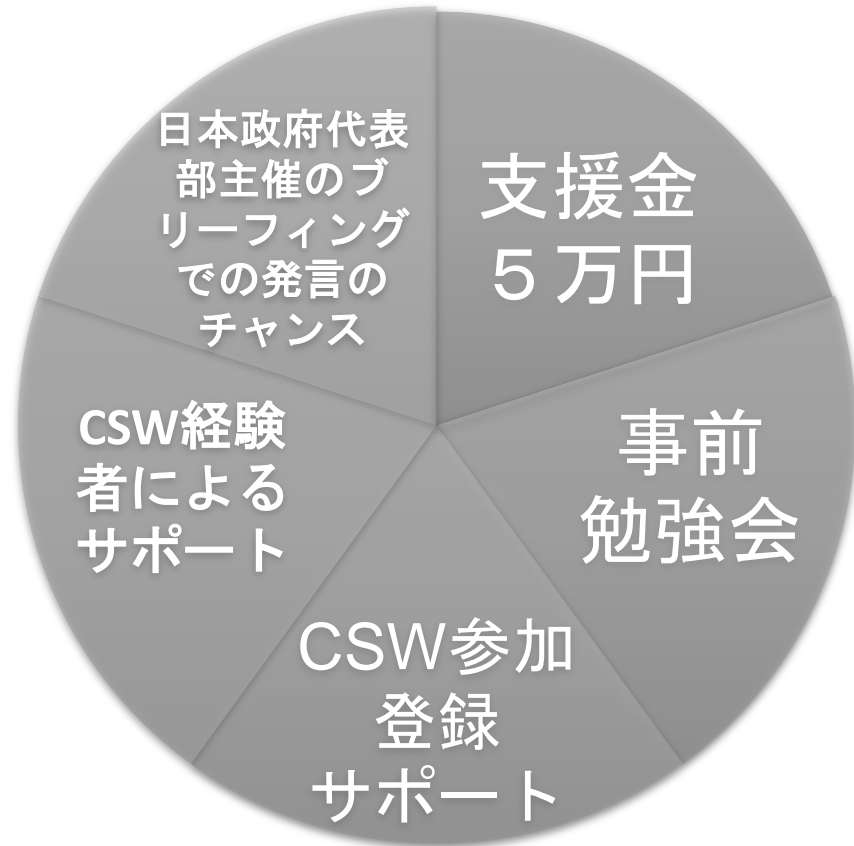 支援金
５万円
事前
勉強会
CSW参加
登録
サポート
CSW経験
者による
サポート
日本政府代表
部主催のブ
リーフィング
での発言の
チャンス